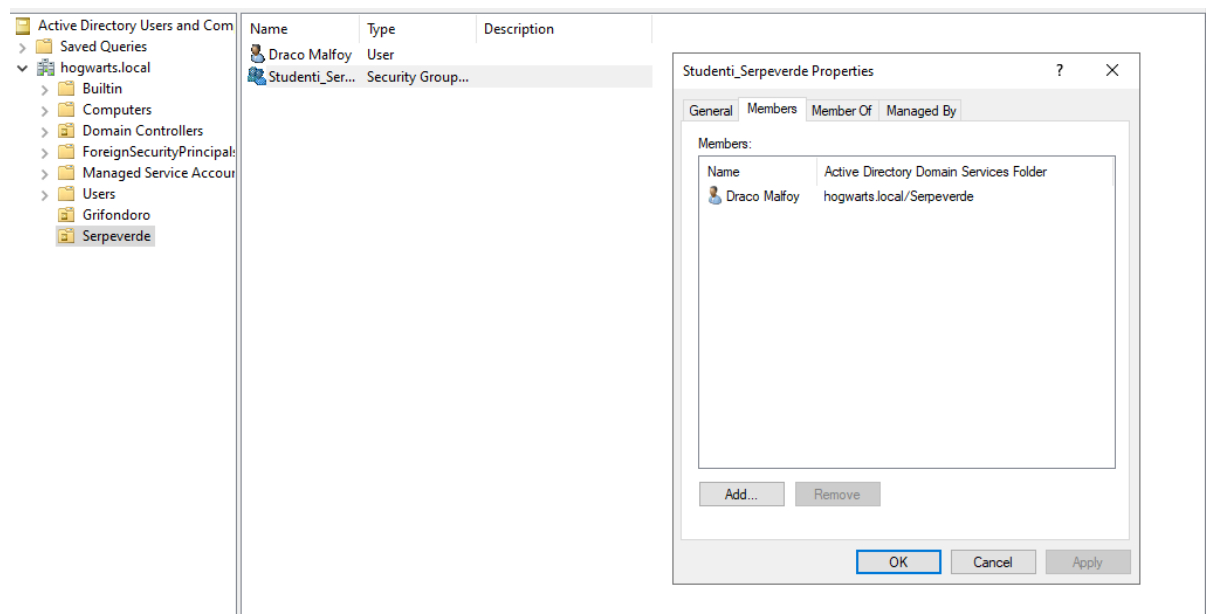 Active Directory Users and Com
Saved Queries
hogwarts.local
Builtin
Computers
Domain Controllers
ForeignSecurityPrincipal:
Managed Service Accour
Users
Grifondoro
Serpeverde
Name Type Description
Draco Malfoy User
Studenti_Ser... Security Group...
Studenti_Serpeverde Properties ? ×
General Members Member Of Managed By
Members:
Name Active Directory Domain Services Folder
Draco Malfoy hogwarts.local/Serpeverde
Add... Remove
OK Cancel Apply